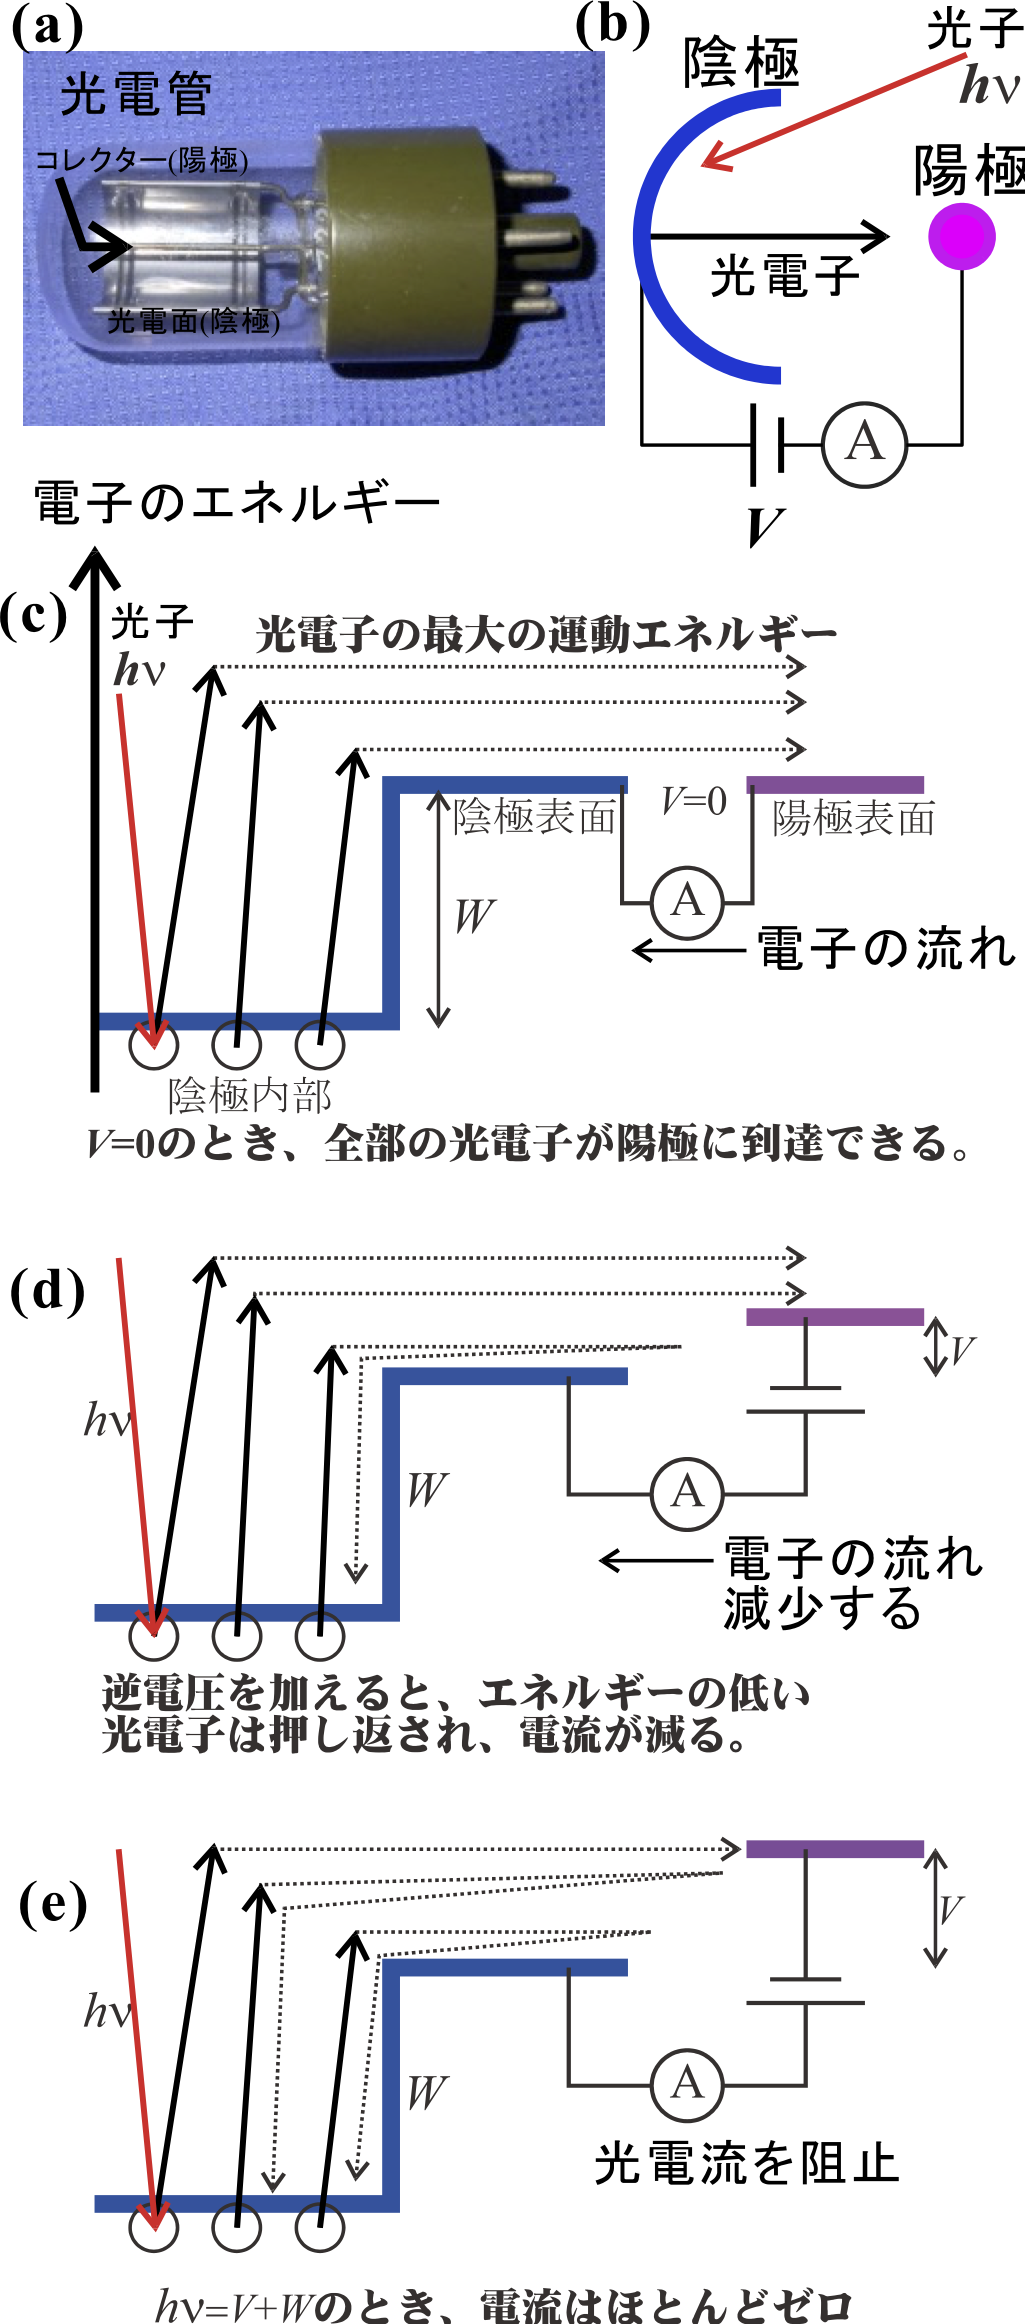 (a)
光電管
コレクター(陽極)
光電面(陰極)
(b)
陰極
光子
hν
陽極
光電子
A
V
電子のエネルギー
(c)
光子
hν
光電子の最大の運動エネルギー
陰極表面
V=0
陽極表面
W
A
電子の流れ
陰極内部
V=0のとき、全部の光電子が陽極に到達できる。
(d)
V
hν
W
A
電子の流れ
減少する
逆電圧を加えると、エネルギーの低い
光電子は押し返され、電流が減る。
(e)
V
hν
W
A
光電流を阻止
hν=V+Wのとき、電流はほとんどゼロ